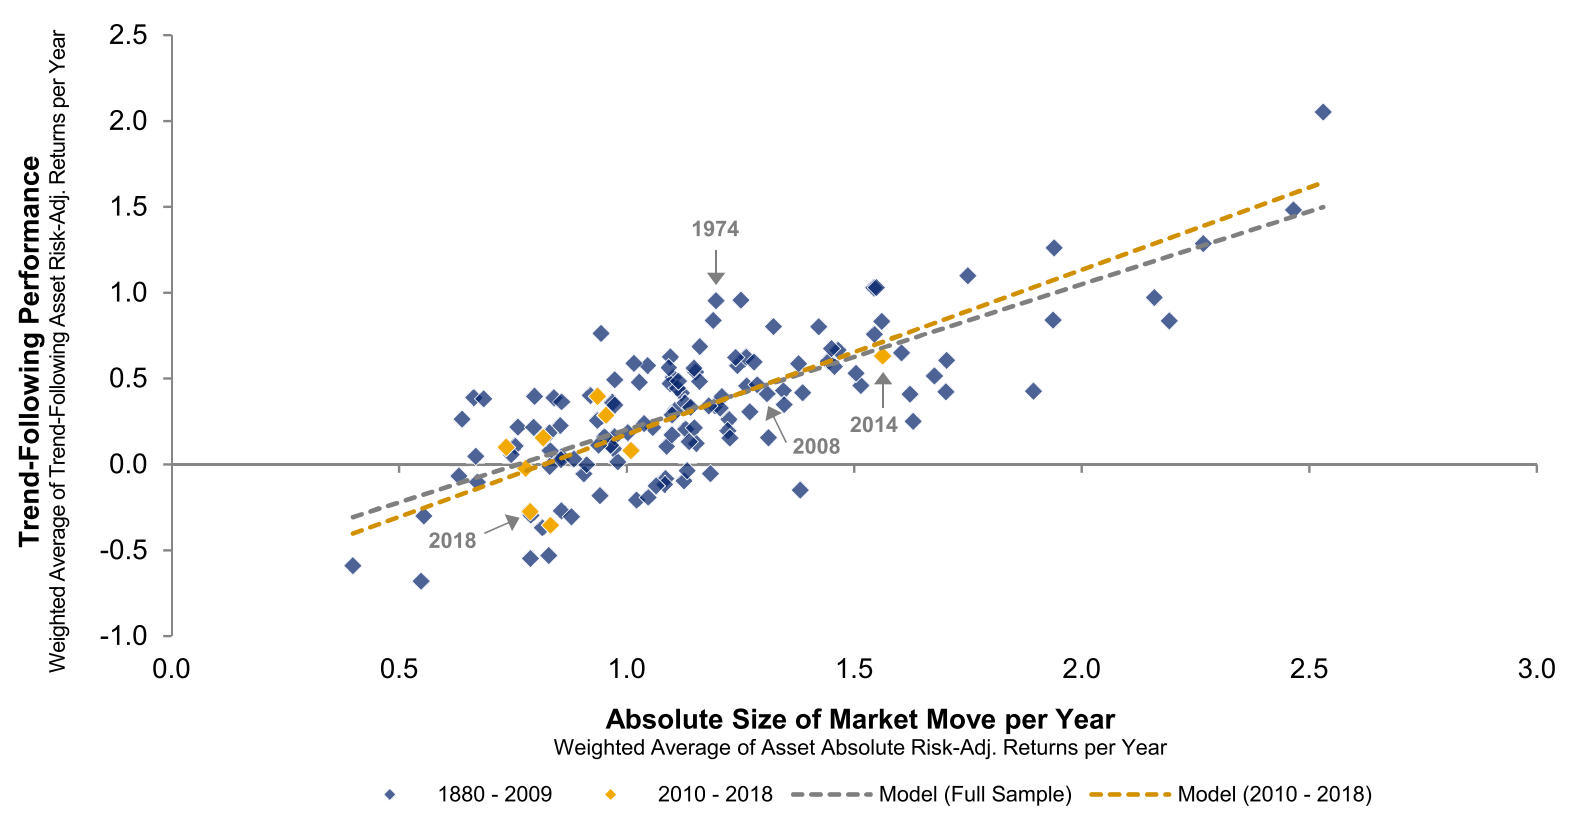 Trend-Following Performance
Weighted Average of Trend-Following Asset Risk-Adj. Returns per Year
2.5
2.0
1.5
1.0
0.5
0.0
-0.5
-1.0
1974
2008
2014
2018
0.0 0.5 1.0 1.5 2.0 2.5 3.0
Absolute Size of Market Move per Year
Weighted Average of Asset Absolute Risk-Adj. Returns per Year
1880 - 2009 2010 - 2018 Model (Full Sample) Model (2010 - 2018)